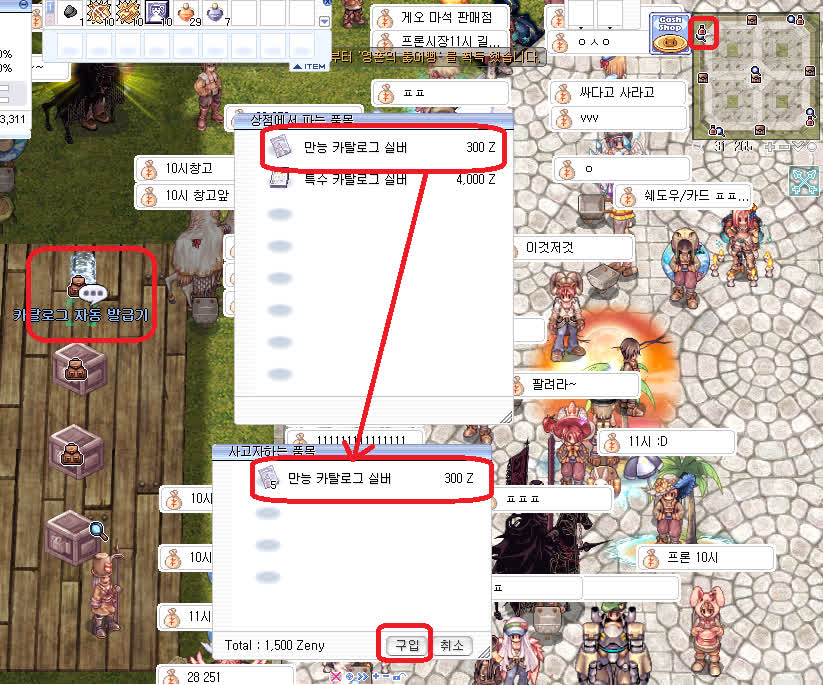 0%
0%
3,311
1
10
10
29
7
ITEM
게오 마석 판매점
프론시장11시 길...
ㅇㅅㅇ
Cash
Shop
ㅍㅍ
싸다고 사라고
vvv
31 265
10시창고
10시 창고앞
ㅇ
쉐도우/카드 ㅍㅍ...
상점에서 파는 품목
만능 카탈로그 실버 300 Z
특수 카탈로그 실버 4,000 Z
이것저것
카탈로그 자동 발급기
팔려라~
11111111111111
11시 :D
사고자하는 품목
5
만능 카탈로그 실버 300 Z
10시
ㅍㅍㅍ
10시
프론 10시
ㅍ
11시
Total : 1,500 Zeny
구입
취소
28 251